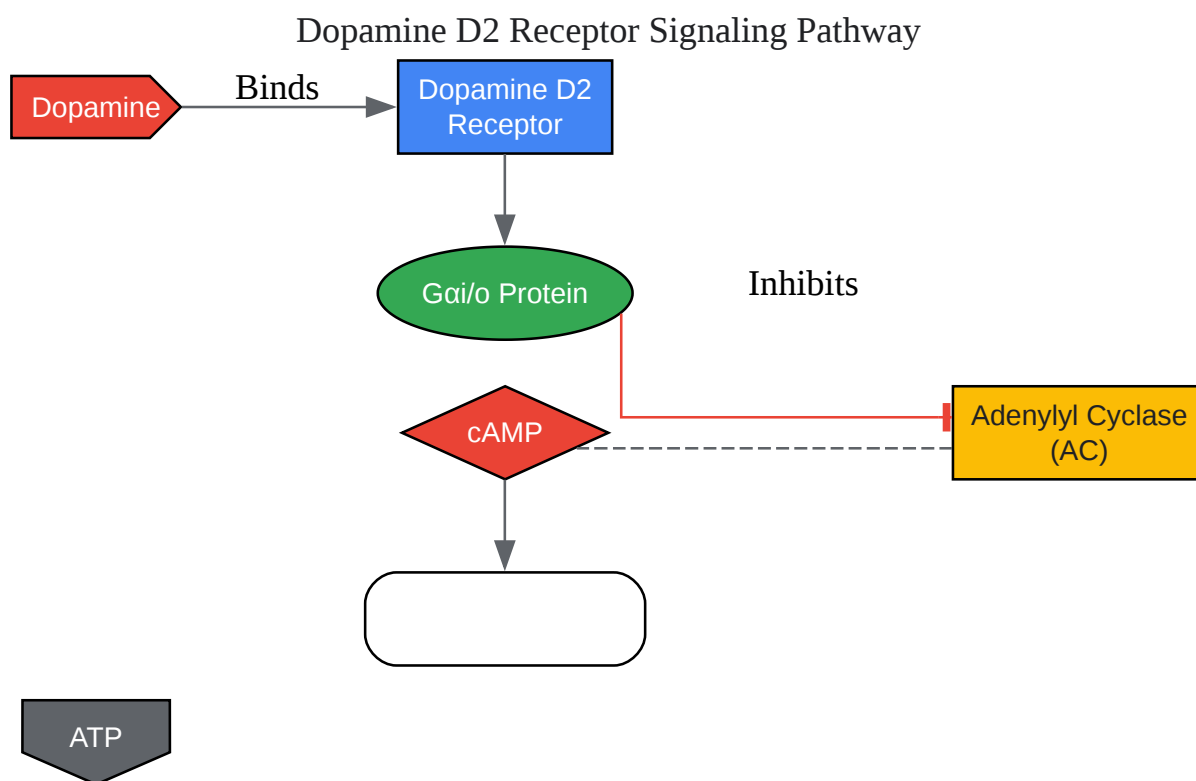 Dopamine D2 Receptor Signaling Pathway
Dopamine
Binds
Dopamine D2
Receptor
Gαi/o Protein
Inhibits
cAMP
Adenylyl Cyclase
(AC)
ATP